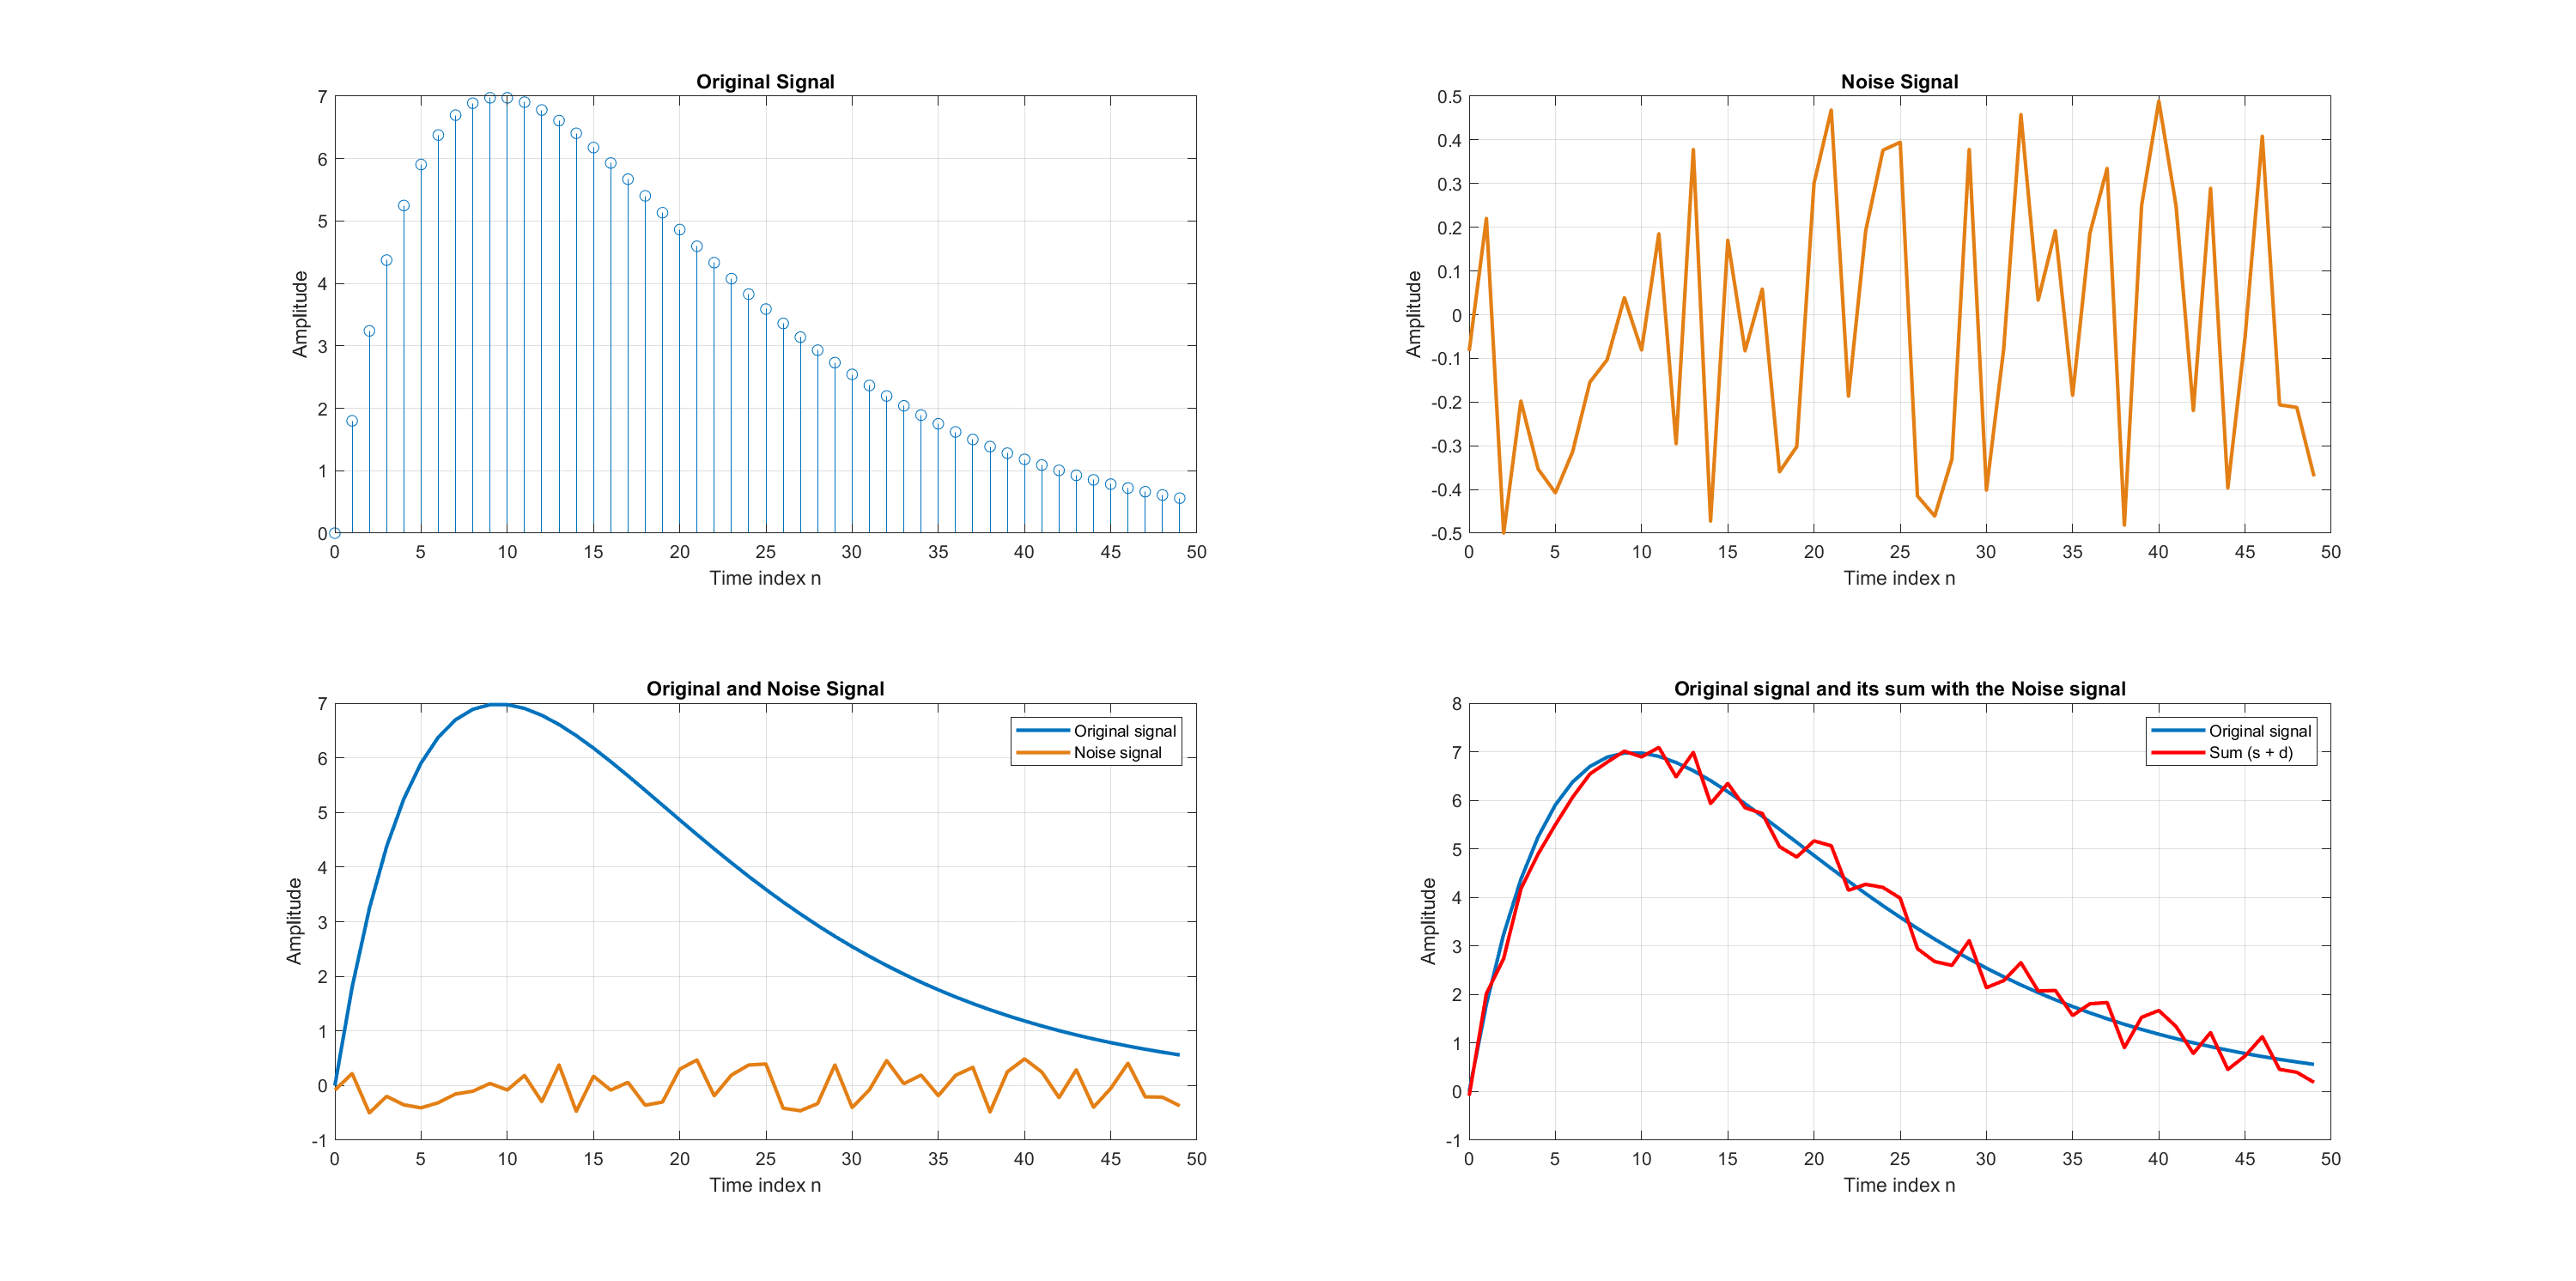 Original Signal
7
6
5
4
3
2
1
0
Amplitude
0 5 10 15 20 25 30 35 40 45 50
Time index n
Noise Signal
0.5
0.4
0.3
0.2
0.1
0
-0.1
-0.2
-0.3
-0.4
-0.5
Amplitude
0 5 10 15 20 25 30 35 40 45 50
Time index n
Original and Noise Signal
7
6
5
4
3
2
1
0
-1
Amplitude
Original signal
Noise signal
0 5 10 15 20 25 30 35 40 45 50
Time index n
Original signal and its sum with the Noise signal
8
7
6
5
4
3
2
1
0
-1
Amplitude
Original signal
Sum (s + d)
0 5 10 15 20 25 30 35 40 45 50
Time index n